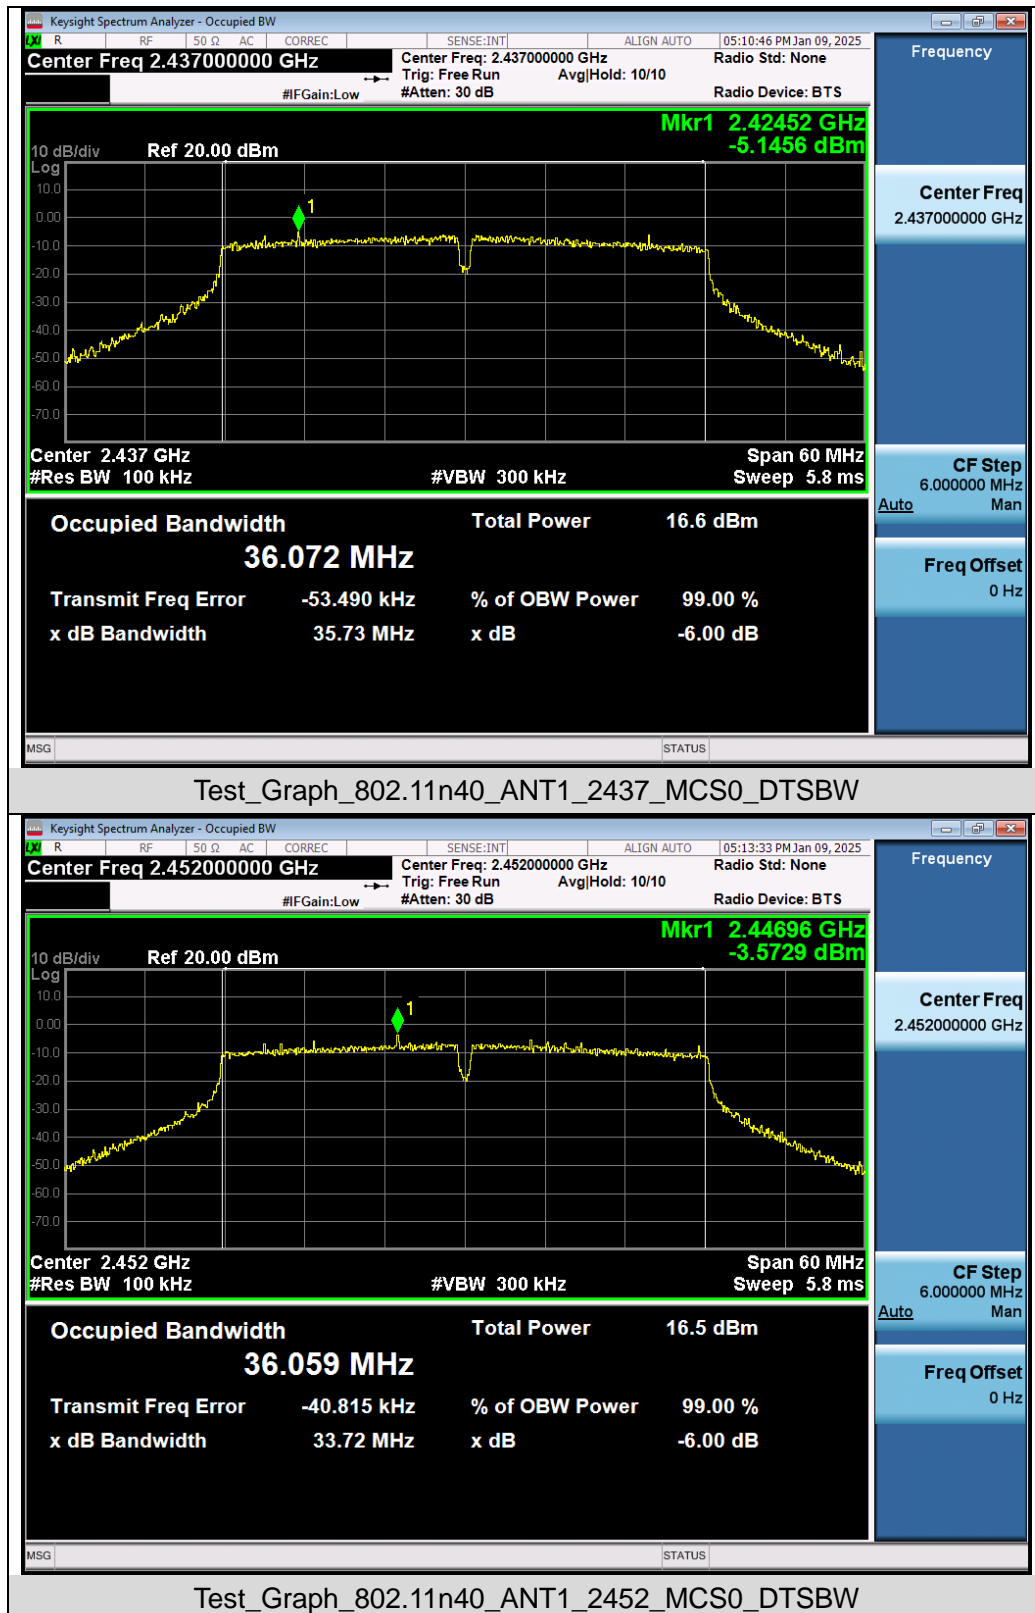 Keysight Spectrum Analyzer - Occupied BW
LXI R RF 50 Ω AC CORREC SENSE:INT ALIGN AUTO 05:10:46 PM Jan 09, 2025
Center Freq 2.437000000 GHz Center Freq: 2.437000000 GHz Radio Std: None Frequency
Trig: Free Run Avg|Hold: 10/10
#IFGain:Low #Atten: 30 dB Radio Device: BTS
Mkr1 2.42452 GHz
10 dB/div Ref 20.00 dBm -5.1456 dBm
Log
10.0
0.00
-10.0
-20.0
-30.0
-40.0
-50.0
-60.0
-70.0
1
Center Freq
2.437000000 GHz
Center 2.437 GHz Span 60 MHz
#Res BW 100 kHz #VBW 300 kHz Sweep 5.8 ms
CF Step
6.000000 MHz
Auto Man
Occupied Bandwidth Total Power 16.6 dBm
36.072 MHz
Freq Offset
0 Hz
Transmit Freq Error -53.490 kHz % of OBW Power 99.00 %
x dB Bandwidth 35.73 MHz x dB -6.00 dB
MSG STATUS
Test_Graph_802.11n40_ANT1_2437_MCS0_DTSBW
Keysight Spectrum Analyzer - Occupied BW
LXI R RF 50 Ω AC CORREC SENSE:INT ALIGN AUTO 05:13:33 PM Jan 09, 2025
Center Freq 2.452000000 GHz Center Freq: 2.452000000 GHz Radio Std: None Frequency
Trig: Free Run Avg|Hold: 10/10
#IFGain:Low #Atten: 30 dB Radio Device: BTS
Mkr1 2.44696 GHz
10 dB/div Ref 20.00 dBm -3.5729 dBm
Log
10.0
0.00
-10.0
-20.0
-30.0
-40.0
-50.0
-60.0
-70.0
1
Center Freq
2.452000000 GHz
Center 2.452 GHz Span 60 MHz
#Res BW 100 kHz #VBW 300 kHz Sweep 5.8 ms
CF Step
6.000000 MHz
Auto Man
Occupied Bandwidth Total Power 16.5 dBm
36.059 MHz
Freq Offset
0 Hz
Transmit Freq Error -40.815 kHz % of OBW Power 99.00 %
x dB Bandwidth 33.72 MHz x dB -6.00 dB
MSG STATUS
Test_Graph_802.11n40_ANT1_2452_MCS0_DTSBW